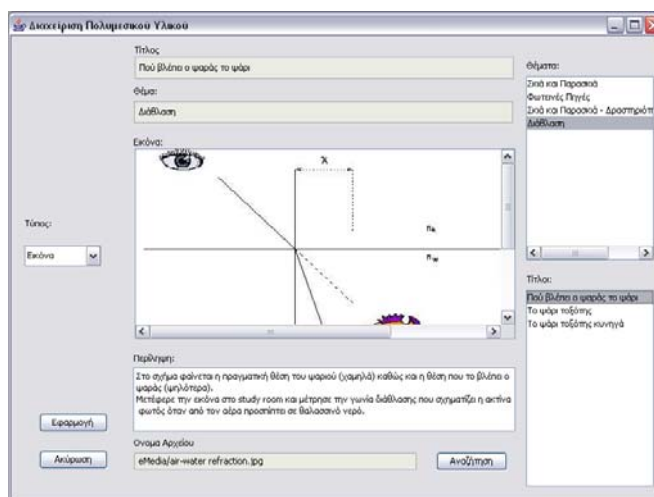 Διαχείριση Πολυμεσικού Υλικού
Τίτλος
Πού βλέπει ο ψαράς το ψάρι
Θέμα:
Διάθλαση
Εικόνα:
x
Τύπος:
Εικόνα
Περίληψη:
Στο σχήμα φαίνεται η πραγματική θέση του ψαριού (χαμηλά) καθώς και η θέση που το βλέπει ο
ψαράς (ψηλότερα).
Μετέφερε την εικόνα στο study room και μέτρησε την γωνία διάθλασης που σχηματίζει η ακτίνα
φωτός όταν από τον αέρα προσπίπτει σε θαλασσινό νερό.
Εφαρμογή
Ακύρωση
Ονομα Αρχείου
eMedia/air-water refraction.jpg
Αναζήτηση
Θέματα:
Σκιά και Παρασκιά
Φωτεινές Πηγές
Σκιά και Παρασκιά - Δραστηριότ
Διάθλαση
Τίτλοι:
Πού βλέπει ο ψαράς το ψάρι
Το ψάρι τοξότης
Το ψάρι τοξότης κυνηγά